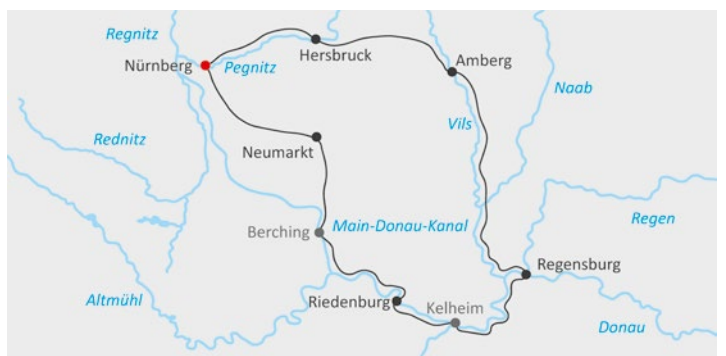 Regnitz
Hersbruck
Nürnberg
Pegnitz
Amberg
Naab
Vils
Rednitz
Neumarkt
Berching
Main-Donau-Kanal
Regen
Regensburg
Altmühl
Riedenburg
Kelheim
Donau